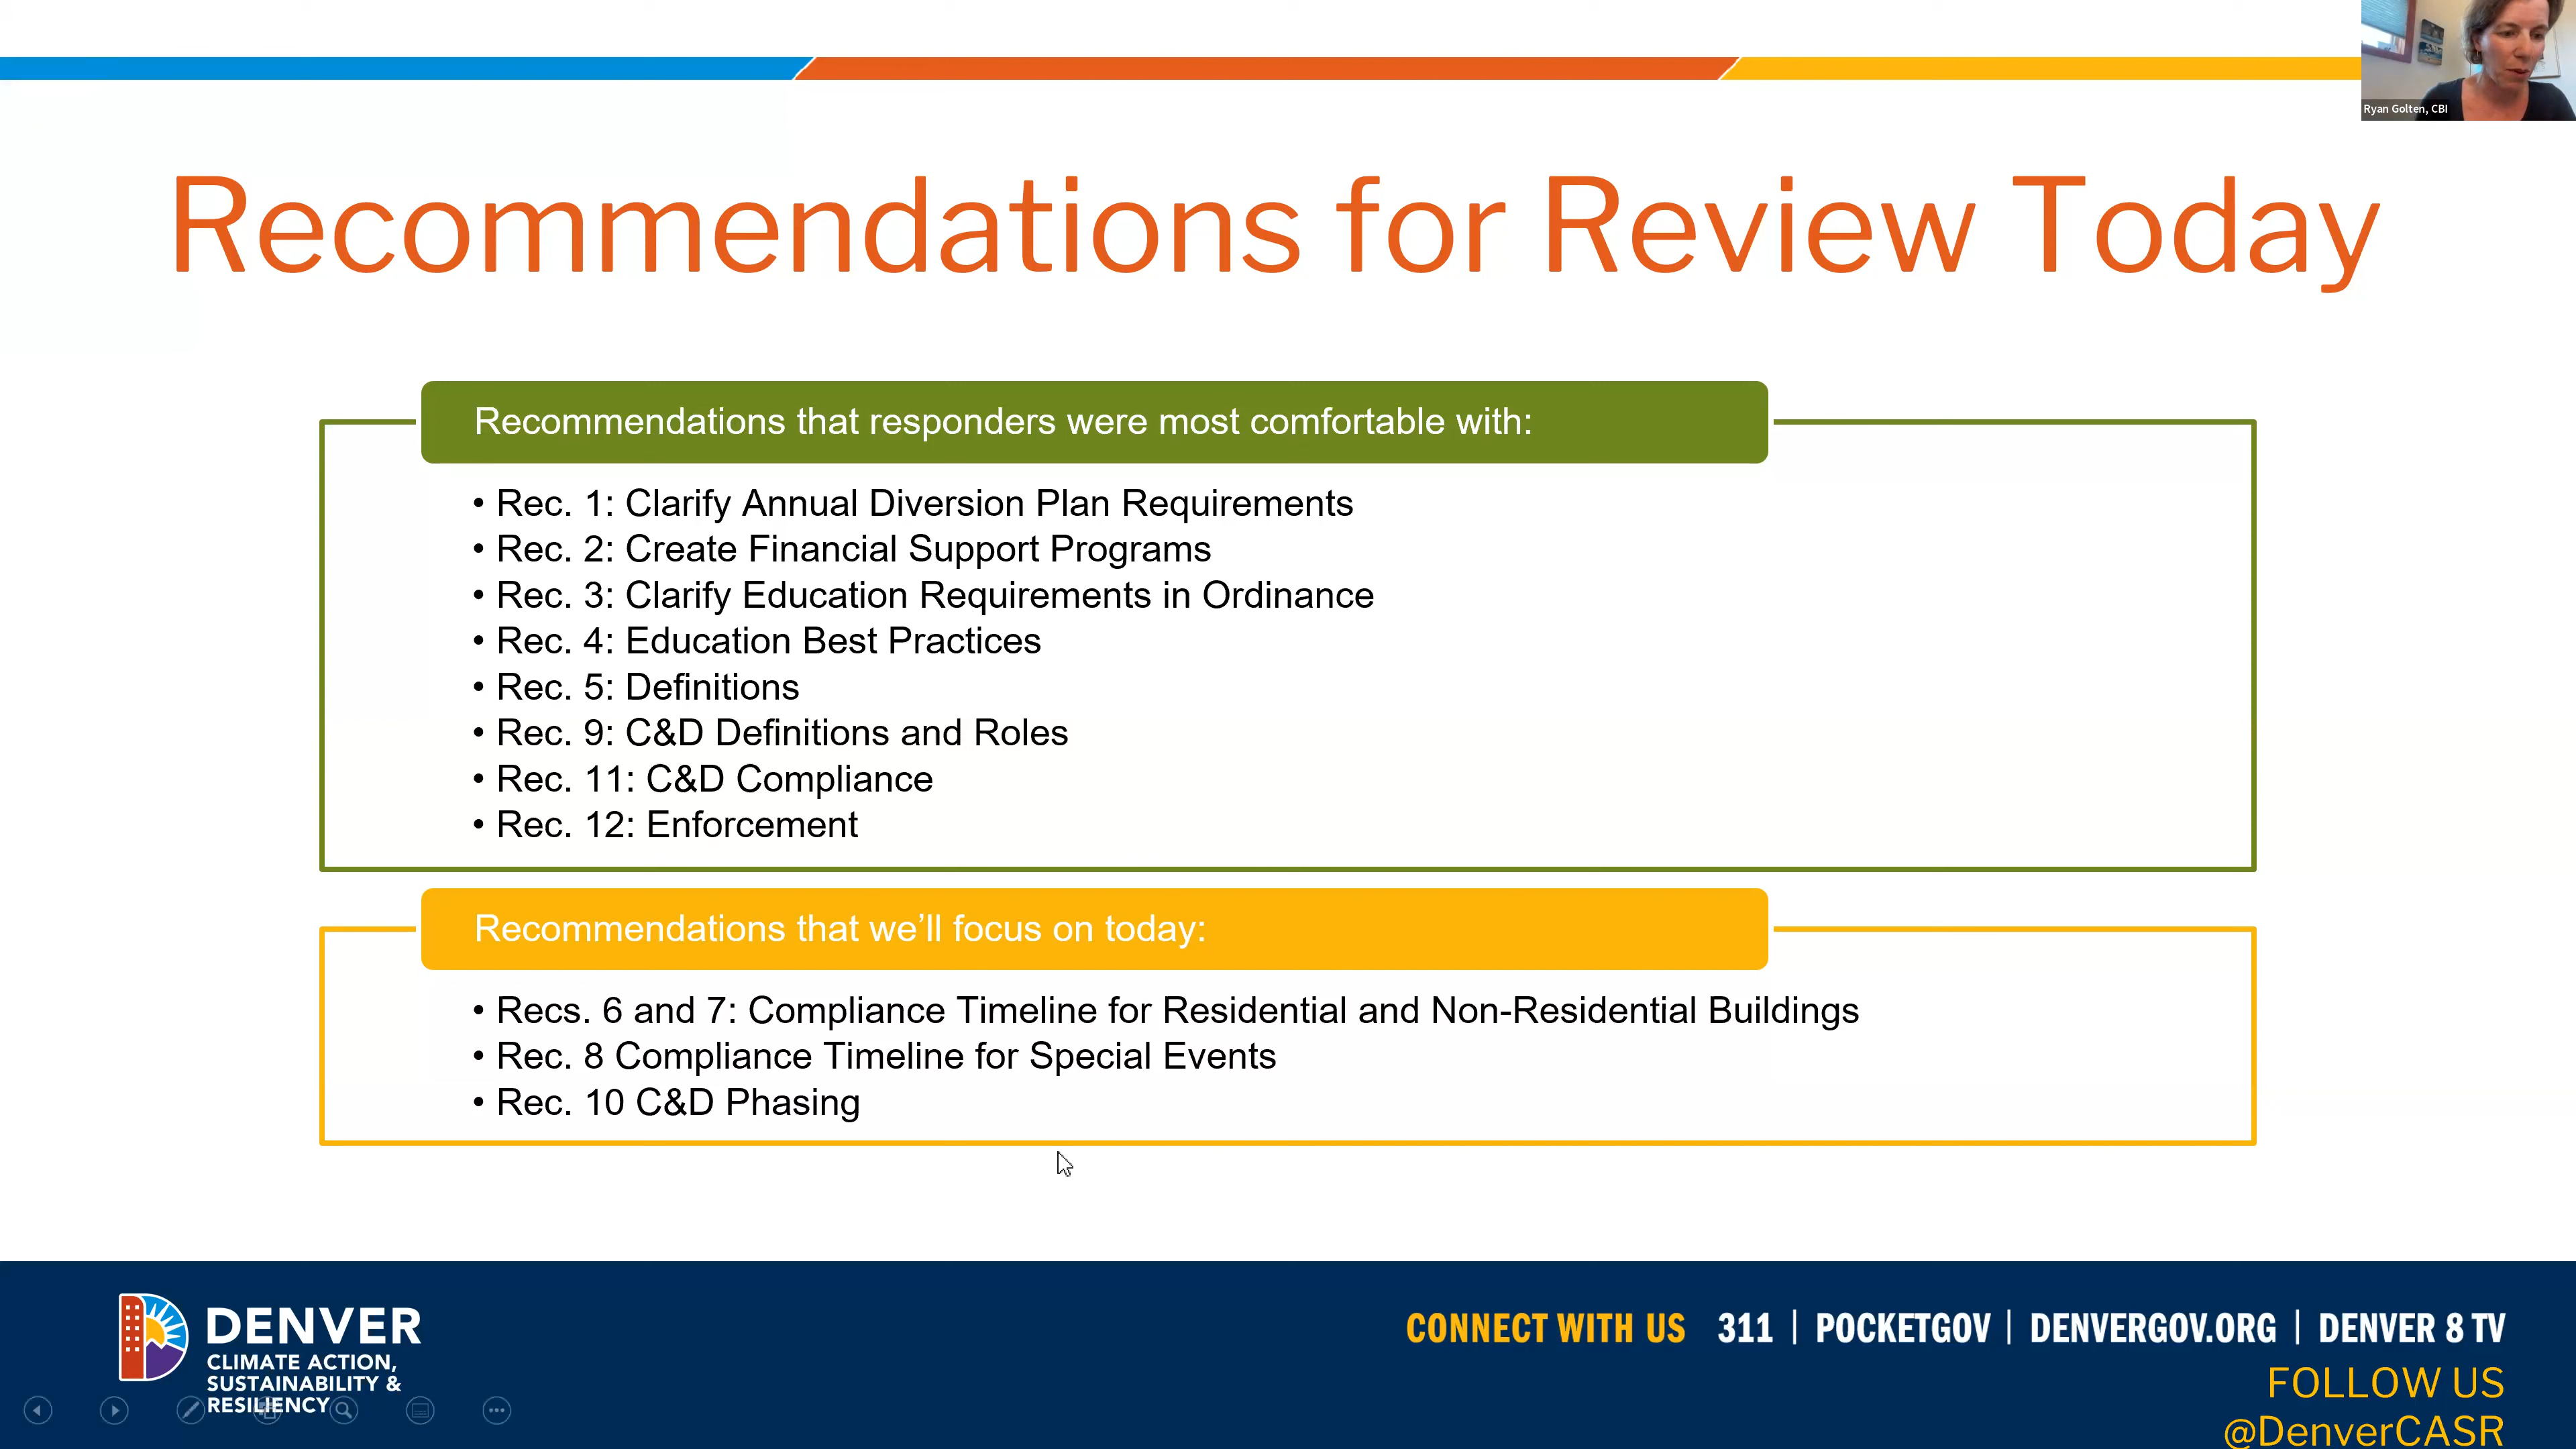 Ryan Golten, CBI
Recommendations for Review Today
Recommendations that responders were most comfortable with:
• Rec. 1: Clarify Annual Diversion Plan Requirements
• Rec. 2: Create Financial Support Programs
• Rec. 3: Clarify Education Requirements in Ordinance
• Rec. 4: Education Best Practices
• Rec. 5: Definitions
• Rec. 9: C&D Definitions and Roles
• Rec. 11: C&D Compliance
• Rec. 12: Enforcement
Recommendations that we’ll focus on today:
• Recs. 6 and 7: Compliance Timeline for Residential and Non-Residential Buildings
• Rec. 8 Compliance Timeline for Special Events
• Rec. 10 C&D Phasing
DENVER
CLIMATE ACTION,
SUSTAINABILITY &
RESILIENCY
CONNECT WITH US 311 | POCKETGOV | DENVERGOV.ORG | DENVER 8 TV
FOLLOW US
@DenverCASR